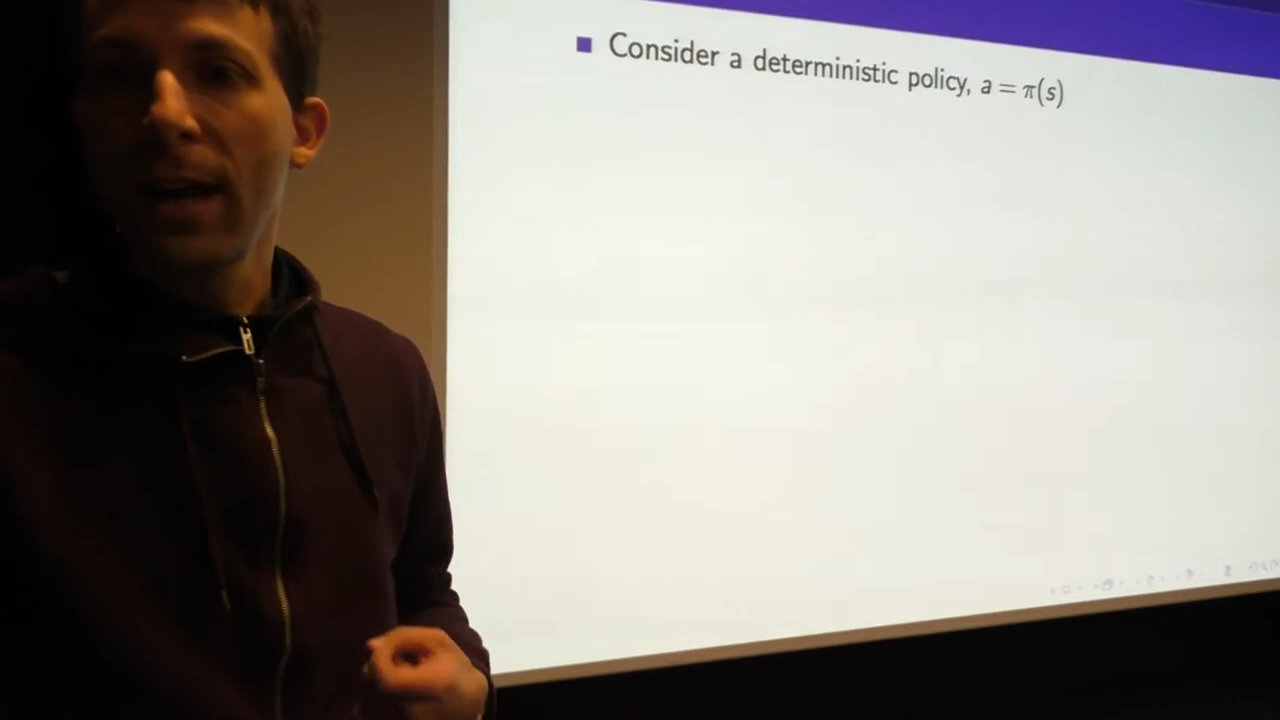 Consider a deterministic policy, a = π(s)